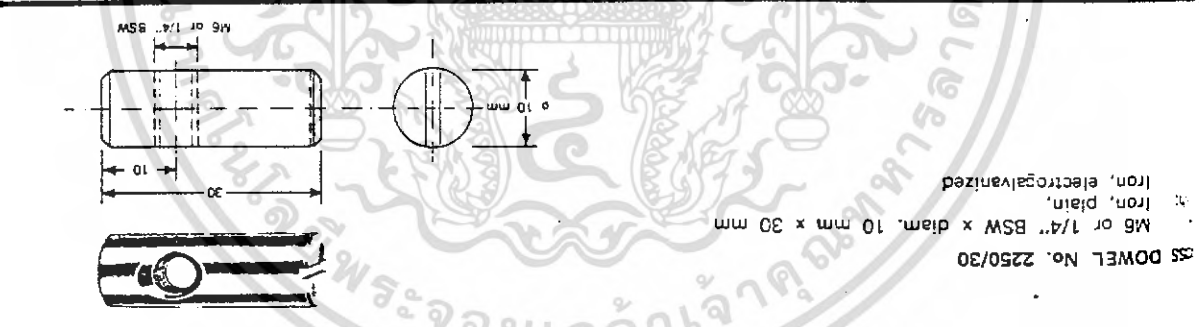 SS DOWEL No. 2250/30
M6 or 1/4" BSW x diam. 10 mm x 30 mm
Iron, plain,
Iron, electrogalvanized
30
10
ø 10 mm
M6 or 1/4" BSW